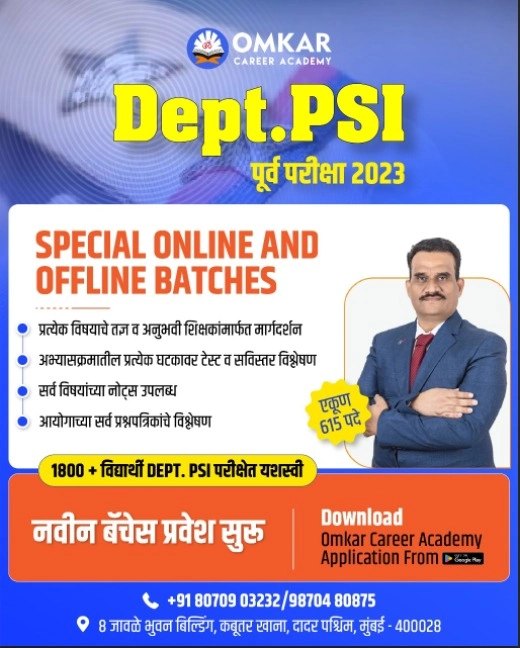 OMKAR
CAREER ACADEMY
Dept.PSI
पूर्व परीक्षा 2023
SPECIAL ONLINE AND
OFFLINE BATCHES
प्रत्येक विषयाचे तज्ञ व अनुभवी शिक्षकांमार्फत मार्गदर्शन
अभ्यासक्रमातील प्रत्येक घटकावर टेस्ट व सविस्तर विश्लेषण
सर्व विषयांच्या नोट्स उपलब्ध
आयोगाच्या सर्व प्रश्नपत्रिकांचे विश्लेषण
एकूण
615 पदे
1800 + विद्यार्थी DEPT. PSI परीक्षेत यशस्वी
नवीन बॅचेस प्रवेश सुरू
Download
Omkar Career Academy
Application From Google Play
+91 80709 03232/98704 80875
8 जावळे भुवन बिल्डिंग, कबूतर खाना, दादर पश्चिम, मुंबई - 400028